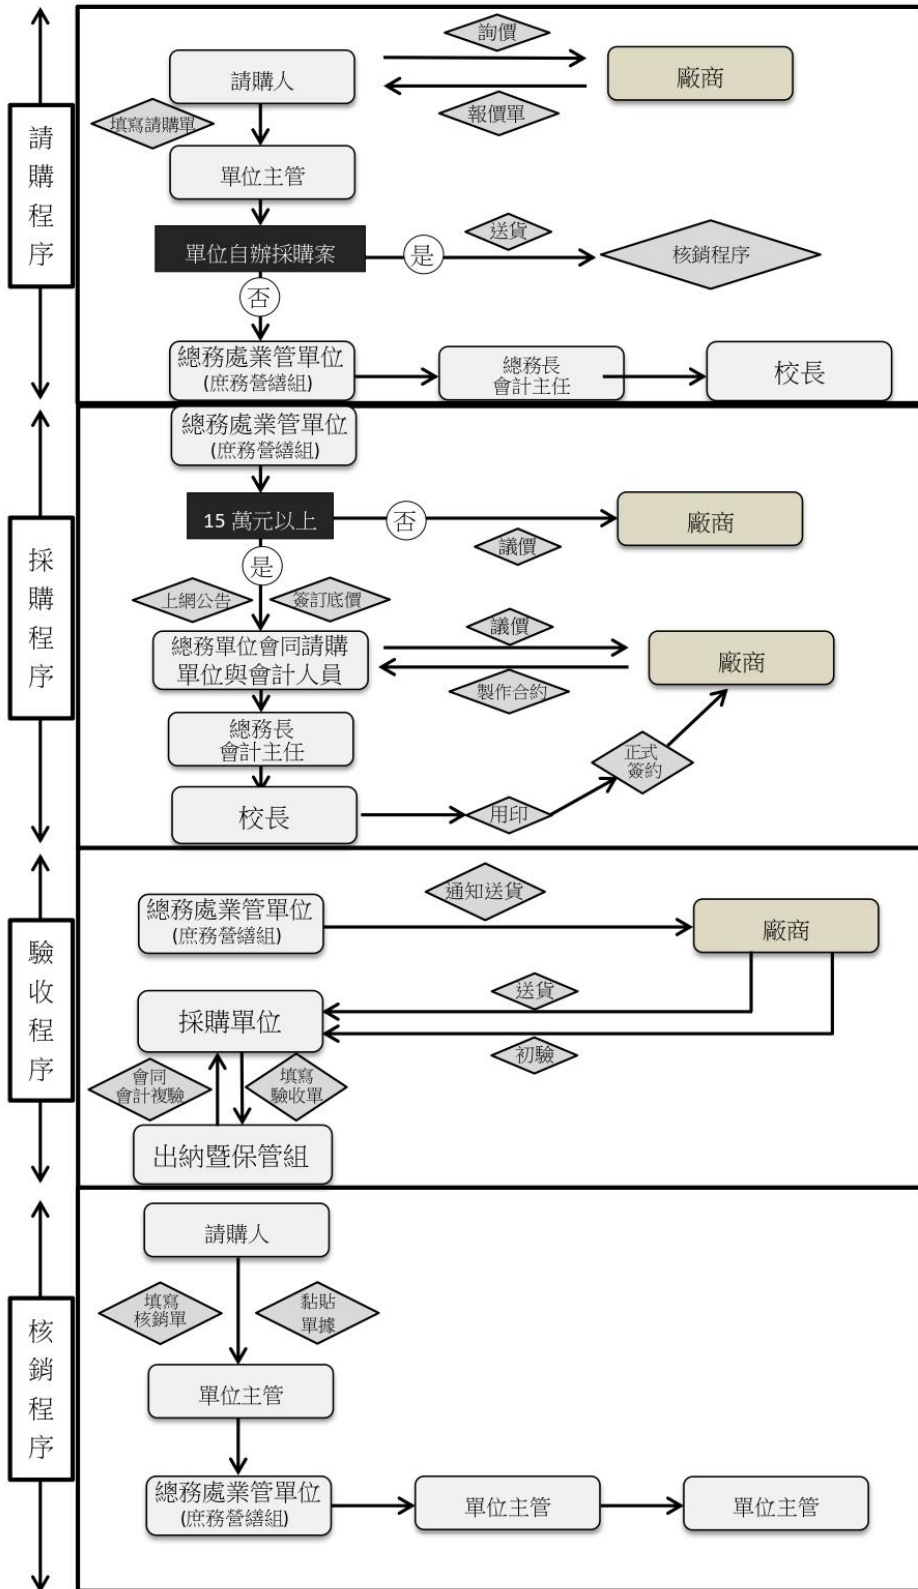 請購程序
詢價
請購人
廠商
報價單
填寫請購單
單位主管
單位自辦採購案
是
送貨
核銷程序
否
總務處業管單位
(庶務營繕組)
總務長
會計主任
校長
採購程序
總務處業管單位
(庶務營繕組)
15 萬元以上
否
廠商
議價
是
上網公告
簽訂底價
總務單位會同請購
單位與會計人員
議價
廠商
製作合約
總務長
會計主任
正式
簽約
校長
用印
驗收程序
通知送貨
總務處業管單位
(庶務營繕組)
廠商
送貨
採購單位
初驗
會同
會計複驗
填寫
驗收單
出納暨保管組
核銷程序
請購人
填寫
核銷單
黏貼
單據
單位主管
總務處業管單位
(庶務營繕組)
單位主管
單位主管